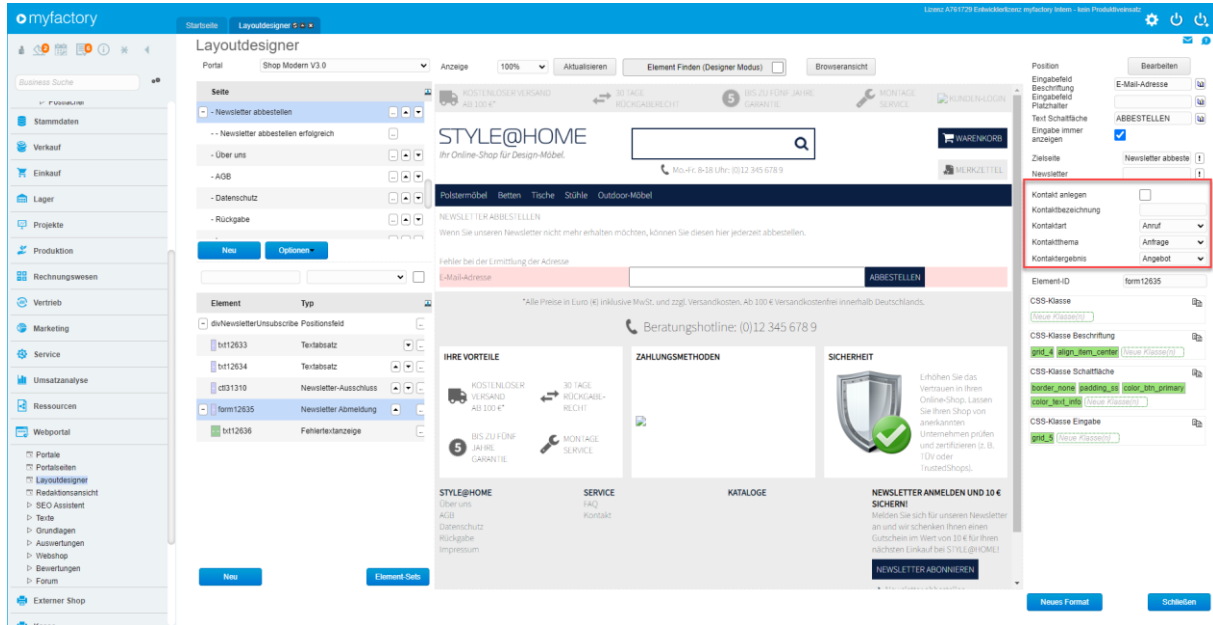 myfactory
Lizenz A761729 Entwicklerlizenz myfactory Intern - kein Produktiveinsatz
Startseite
Layoutdesigner
Business Suche
Postfächer
Stammdaten
Verkauf
Einkauf
Lager
Projekte
Produktion
Rechnungswesen
Vertrieb
Marketing
Service
Umsatzanalyse
Ressourcen
Webportal
Portale
Portalseiten
Layoutdesigner
Redaktionsansicht
SEO Assistent
Texte
Grundlagen
Auswertungen
Webshop
Bewertungen
Forum
Externer Shop
Layoutdesigner
Portal
Shop Modern V3.0
Seite
- Newsletter abbestellen
- - Newsletter abbestellen erfolgreich
- Über uns
- AGB
- Datenschutz
- Rückgabe
Neu
Optionen
Element
Typ
divNewsletterUnsubscribe Positionsfeld
txt12633 Textabsatz
txt12634 Textabsatz
ctl31310 Newsletter-Ausschluss
form12635 Newsletter Abmeldung
txt12636 Fehlertextanzeige
Neu
Element-Sets
Anzeige
100%
Aktualisieren
Element Finden (Designer Modus)
Browseransicht
KOSTENLOSER VERSAND
AB 100 €*
30 TAGE
RÜCKGABERECHT
5
BIS ZU FÜNF JAHRE
GARANTIE
MONTAGE
SERVICE
KUNDEN-LOGIN
STYLE@HOME
Ihr Online-Shop für Design-Möbel.
WARENKORB
Mo.-Fr. 8-18 Uhr: (0)12 345 678 9
MERKZETTEL
Polstermöbel Betten Tische Stühle Outdoor-Möbel
NEWSLETTER ABBESTELLEN
Wenn Sie unseren Newsletter nicht mehr erhalten möchten, können Sie diesen hier jederzeit abbestellen.
Fehler bei der Ermittlung der Adresse
E-Mail-Adresse
ABBESTELLEN
*Alle Preise in Euro (€) inklusive MwSt. und zzgl. Versandkosten. Ab 100 € Versandkostenfrei innerhalb Deutschlands.
Beratungshotline: (0)12 345 678 9
IHRE VORTEILE
KOSTENLOSER
VERSAND
AB 100 €*
30 TAGE
RÜCKGABE-
RECHT
5
BIS ZU FÜNF
JAHRE
GARANTIE
MONTAGE
SERVICE
ZAHLUNGSMETHODEN
SICHERHEIT
Erhöhen Sie das
Vertrauen in Ihren
Online-Shop. Lassen
Sie Ihren Shop von
anerkannten
Unternehmen prüfen
und zertifizieren (z. B.
TÜV oder
TrustedShops).
STYLE@HOME
Über uns
AGB
Datenschutz
Rückgabe
Impressum
SERVICE
FAQ
Kontakt
KATALOGE
NEWSLETTER ANMELDEN UND 10 €
SICHERN!
Melden Sie sich für unseren Newsletter
an und wir schenken Ihnen einen
Gutschein im Wert von 10 € für Ihren
nächsten Einkauf bei STYLE@HOME!
NEWSLETTER ABONNIEREN
Position
Bearbeiten
Eingabefeld
Beschriftung
E-Mail-Adresse
Eingabefeld
Platzhalter
Text Schaltfläche
ABBESTELLEN
Eingabe immer
anzeigen
Zielseite
Newsletter abbeste
Newsletter
Kontakt anlegen
Kontaktbezeichnung
Kontaktart
Anruf
Kontaktthema
Anfrage
Kontaktergebnis
Angebot
Element-ID
form12635
CSS-Klasse
(Neue Klasse(n)
CSS-Klasse Beschriftung
grid_4 align_item_center (Neue Klasse(n)
CSS-Klasse Schaltfläche
border_none padding_ss color_btn_primary
color_text_info (Neue Klasse(n)
CSS-Klasse Eingabe
grid_5 (Neue Klasse(n)
Neues Format
Schließen